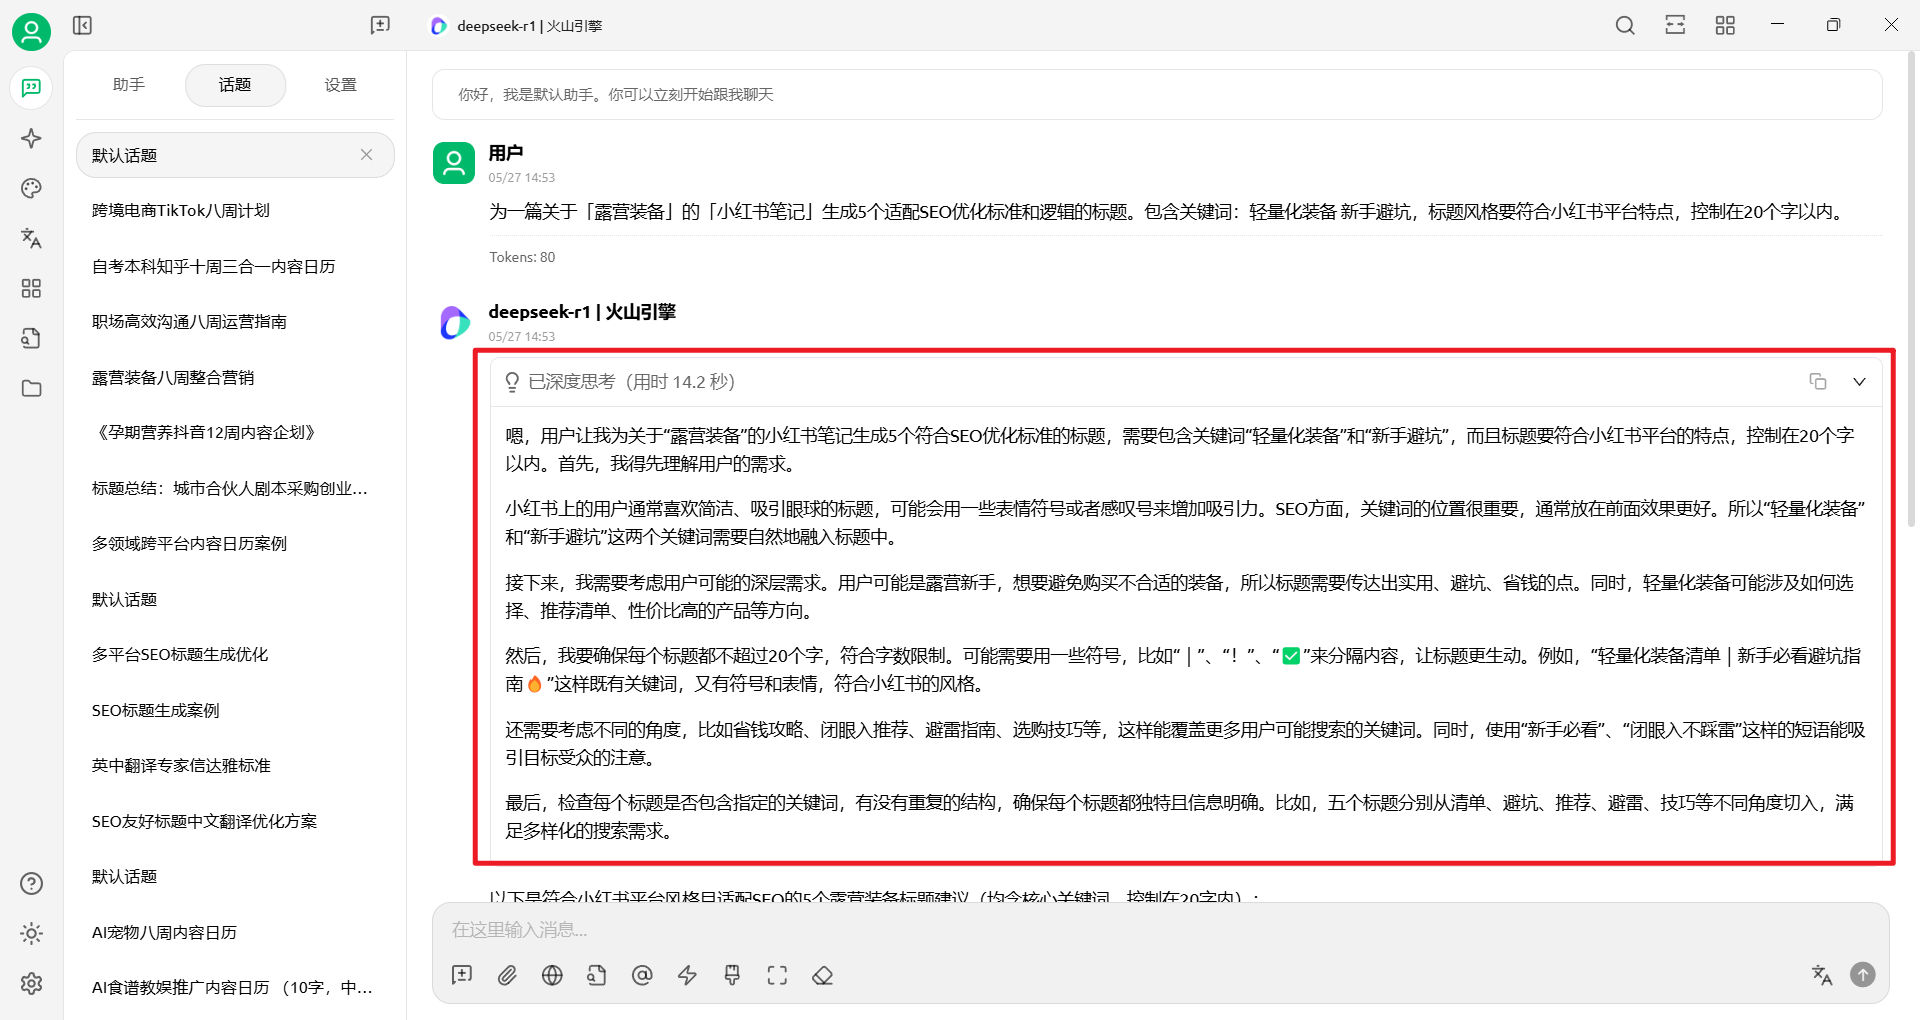 deepseek-r1 | 火山引擎
助手
话题
设置
默认话题
跨境电商TikTok八周计划
自考本科知乎十周三合一内容日历
职场高效沟通八周运营指南
露营装备八周整合营销
《孕期营养抖音12周内容企划》
标题总结：城市合伙人剧本采购创业...
多领域跨平台内容日历案例
默认话题
多平台SEO标题生成优化
SEO标题生成案例
英中翻译专家信达雅标准
SEO友好标题中文翻译优化方案
默认话题
AI宠物八周内容日历
AI食谱教娱推广内容日历 （10字，中...
你好，我是默认助手。你可以立刻开始跟我聊天
用户
05/27 14:53
为一篇关于「露营装备」的「小红书笔记」生成5个适配SEO优化标准和逻辑的标题。包含关键词：轻量化装备 新手避坑，标题风格要符合小红书平台特点，控制在20个字以内。
Tokens: 80
deepseek-r1 | 火山引擎
05/27 14:53
已深度思考（用时 14.2 秒）
嗯，用户让我为关于“露营装备”的小红书笔记生成5个符合SEO优化标准的标题，需要包含关键词“轻量化装备”和“新手避坑”，而且标题要符合小红书平台的特点，控制在20个字
以内。首先，我得先理解用户的需求。
小红书上的用户通常喜欢简洁、吸引眼球的标题，可能会用一些表情符号或者感叹号来增加吸引力。SEO方面，关键词的位置很重要，通常放在前面效果更好。所以“轻量化装备”
和“新手避坑”这两个关键词需要自然地融入标题中。
接下来，我需要考虑用户可能的深层需求。用户可能是露营新手，想要避免购买不合适的装备，所以标题需要传达出实用、避坑、省钱的点。同时，轻量化装备可能涉及如何选
择、推荐清单、性价比高的产品等方向。
然后，我要确保每个标题都不超过20个字，符合字数限制。可能需要用一些符号，比如“｜”、“！”、“✅”来分隔内容，让标题更生动。例如，“轻量化装备清单｜新手必看避坑指
南🔥”这样既有关键词，又有符号和表情，符合小红书的风格。
还需要考虑不同的角度，比如省钱攻略、闭眼入推荐、避雷指南、选购技巧等，这样能覆盖更多用户可能搜索的关键词。同时，使用“新手必看”、“闭眼入不踩雷”这样的短语能吸
引目标受众的注意。
最后，检查每个标题是否包含指定的关键词，有没有重复的结构，确保每个标题都独特且信息明确。比如，五个标题分别从清单、避坑、推荐、避雷、技巧等不同角度切入，满
足多样化的搜索需求。
以下是符合小红书平台风格且适配SEO的5个露营装备标题建议（均含核心关键词，控制在20字内）：
在这里输入消息...